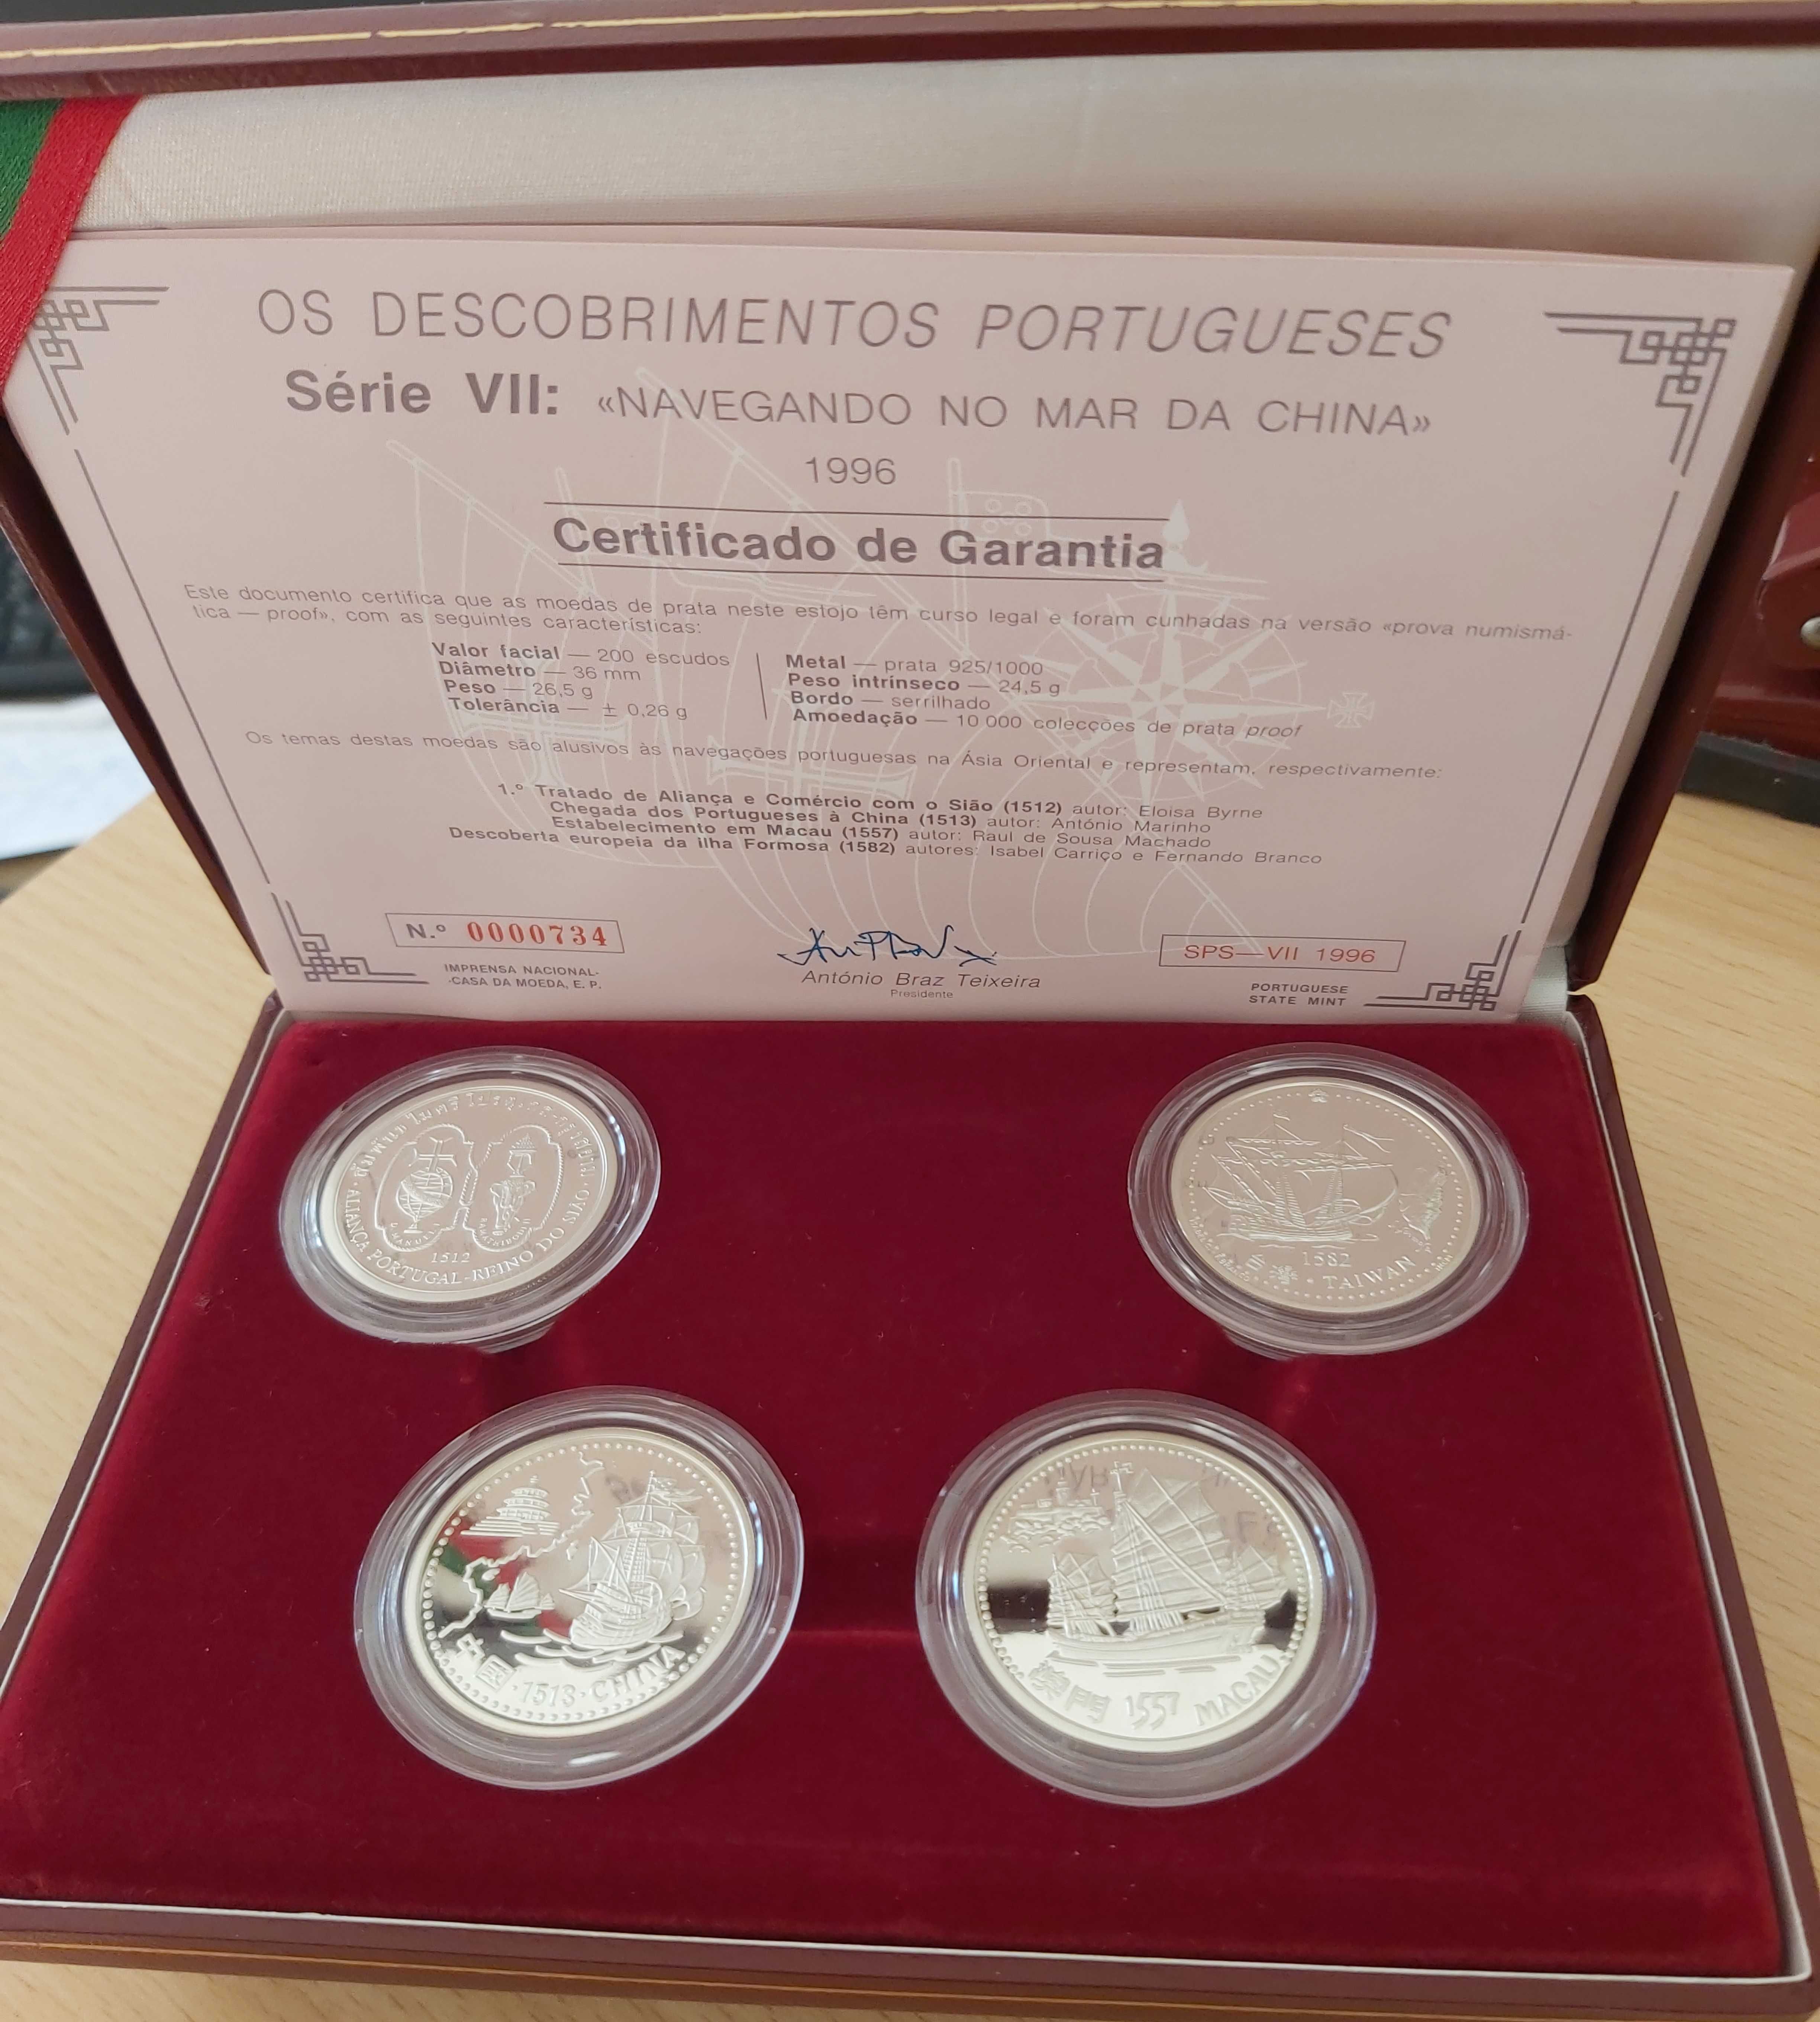 OS DESCOBRIMENTOS PORTUGUESES
Série VII: «NAVEGANDO NO MAR DA CHINA»
1996
Certificado de Garantia
Este documento certifica que as moedas de prata neste estojo têm curso legal e foram cunhadas na versão «prova numismá-
tica — proof», com as seguintes características:
Valor facial — 200 escudos
Diâmetro — 36 mm
Peso — 26,5 g
Tolerância — ± 0,26 g
Metal — prata 925/1000
Peso intrínseco — 24,5 g
Bordo — serrilhado
Amoedação — 10 000 colecções de prata proof
Os temas destas moedas são alusivos às navegações portuguesas na Ásia Oriental e representam, respectivamente:
1.º Tratado de Aliança e Comércio com o Sião (1512) autor: Eloisa Byrne
Chegada dos Portugueses à China (1513) autor: António Marinho
Estabelecimento em Macau (1557) autor: Raul de Sousa Machado
Descoberta europeia da ilha Formosa (1582) autores: Isabel Carriço e Fernando Branco
N.º 0000734
IMPRENSA NACIONAL-
-CASA DA MOEDA, E. P.
António Braz Teixeira
Presidente
SPS—VII 1996
PORTUGUESE
STATE MINT
1512
ALIANÇA PORTUGAL-REINO DO SIÃO
1582
TAIWAN
中国 · 1513 · CHINA
澳門 1557 MACAU